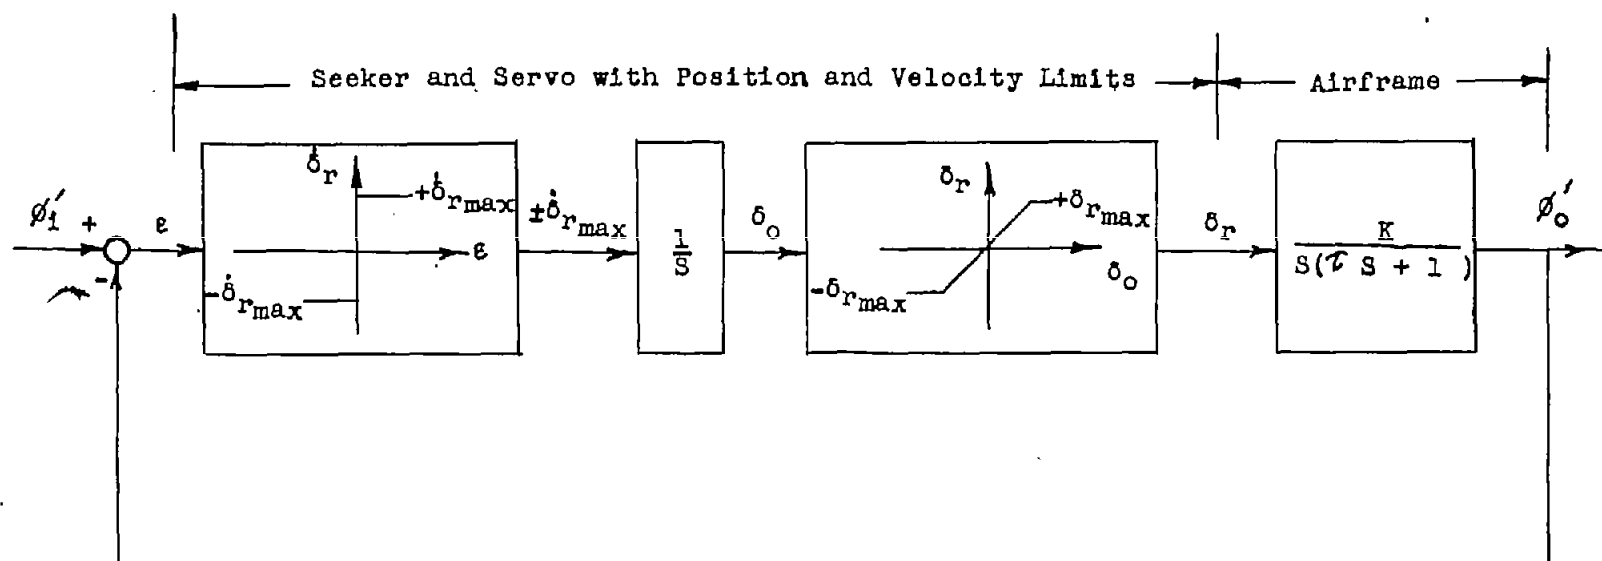 Seeker and Servo with Position and Velocity Limits
Airframe
ø′i + ε
-
δ̇r
+δ̇rmax
ε
-δ̇rmax
±δ̇rmax
1/S
δo
δr
+δrmax
δo
-δrmax
δr
K/S(τ S + 1 )
ø′o